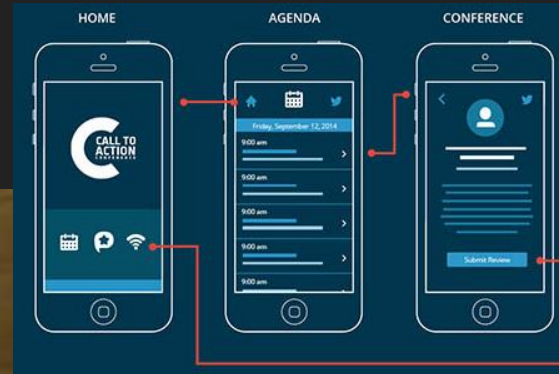 HOME
AGENDA
CONFERENCE
CALL TO
ACTION
CONFERENCE
Friday, September 12, 2014
9:00 am
9:00 am
9:00 am
9:00 am
9:00 am
Submit Review